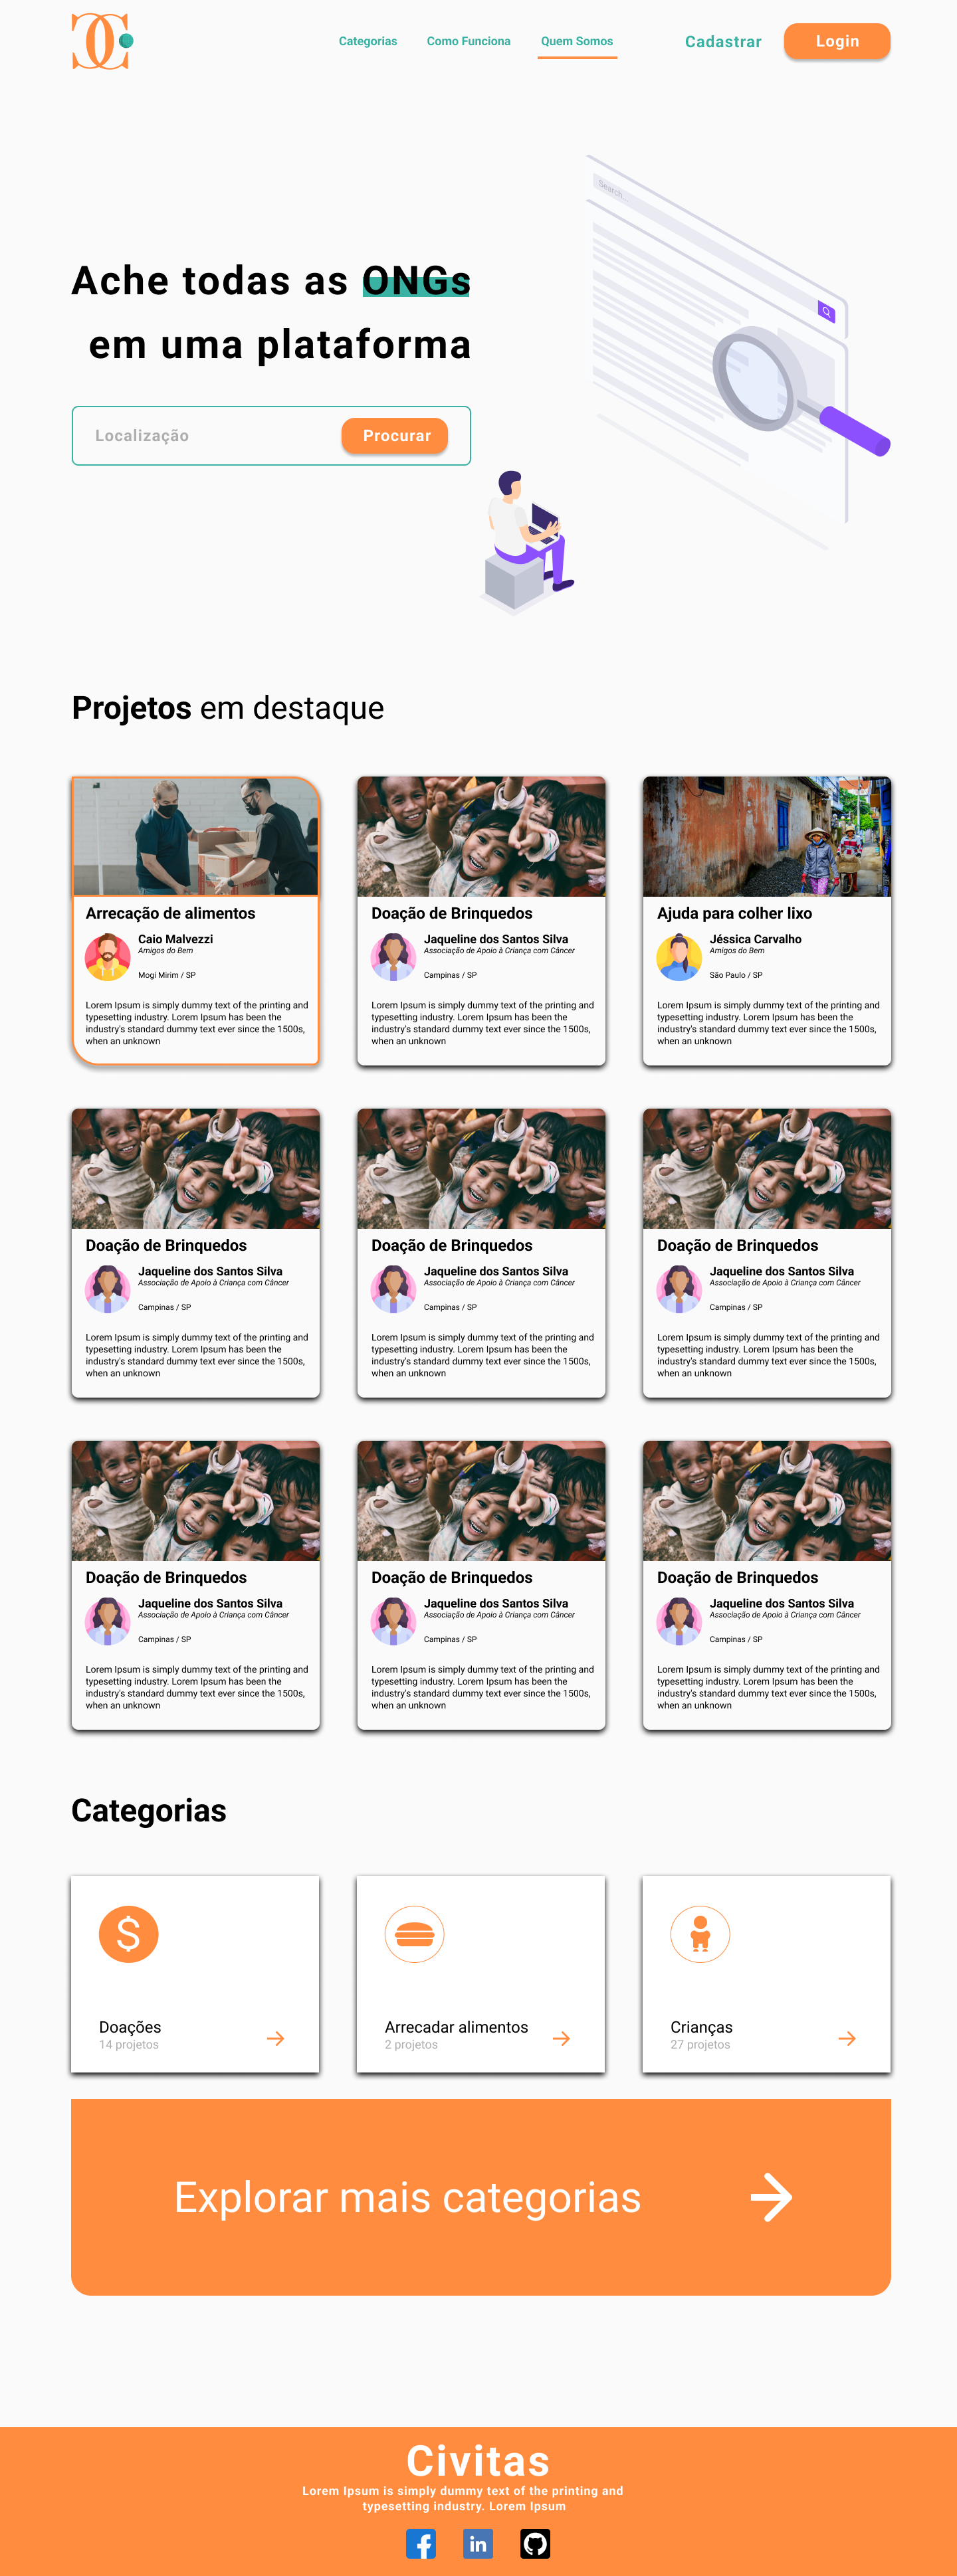 Categorias
Como Funciona
Quem Somos
Cadastrar
Login
Search...
Ache todas as ONGs
em uma plataforma
Localização
Procurar
Projetos em destaque
Arrecação de alimentos
Caio Malvezzi
Amigos do Bem
Mogi Mirim / SP
Lorem Ipsum is simply dummy text of the printing and
typesetting industry. Lorem Ipsum has been the
industry's standard dummy text ever since the 1500s,
when an unknown
Doação de Brinquedos
Jaqueline dos Santos Silva
Associação de Apoio à Criança com Câncer
Campinas / SP
Lorem Ipsum is simply dummy text of the printing and
typesetting industry. Lorem Ipsum has been the
industry's standard dummy text ever since the 1500s,
when an unknown
Ajuda para colher lixo
Jéssica Carvalho
Amigos do Bem
São Paulo / SP
Lorem Ipsum is simply dummy text of the printing and
typesetting industry. Lorem Ipsum has been the
industry's standard dummy text ever since the 1500s,
when an unknown
Doação de Brinquedos
Jaqueline dos Santos Silva
Associação de Apoio à Criança com Câncer
Campinas / SP
Lorem Ipsum is simply dummy text of the printing and
typesetting industry. Lorem Ipsum has been the
industry's standard dummy text ever since the 1500s,
when an unknown
Doação de Brinquedos
Jaqueline dos Santos Silva
Associação de Apoio à Criança com Câncer
Campinas / SP
Lorem Ipsum is simply dummy text of the printing and
typesetting industry. Lorem Ipsum has been the
industry's standard dummy text ever since the 1500s,
when an unknown
Doação de Brinquedos
Jaqueline dos Santos Silva
Associação de Apoio à Criança com Câncer
Campinas / SP
Lorem Ipsum is simply dummy text of the printing and
typesetting industry. Lorem Ipsum has been the
industry's standard dummy text ever since the 1500s,
when an unknown
Doação de Brinquedos
Jaqueline dos Santos Silva
Associação de Apoio à Criança com Câncer
Campinas / SP
Lorem Ipsum is simply dummy text of the printing and
typesetting industry. Lorem Ipsum has been the
industry's standard dummy text ever since the 1500s,
when an unknown
Doação de Brinquedos
Jaqueline dos Santos Silva
Associação de Apoio à Criança com Câncer
Campinas / SP
Lorem Ipsum is simply dummy text of the printing and
typesetting industry. Lorem Ipsum has been the
industry's standard dummy text ever since the 1500s,
when an unknown
Doação de Brinquedos
Jaqueline dos Santos Silva
Associação de Apoio à Criança com Câncer
Campinas / SP
Lorem Ipsum is simply dummy text of the printing and
typesetting industry. Lorem Ipsum has been the
industry's standard dummy text ever since the 1500s,
when an unknown
Categorias
$
Doações
14 projetos
Arrecadar alimentos
2 projetos
Crianças
27 projetos
Explorar mais categorias
Civitas
Lorem Ipsum is simply dummy text of the printing and
typesetting industry. Lorem Ipsum
f
in